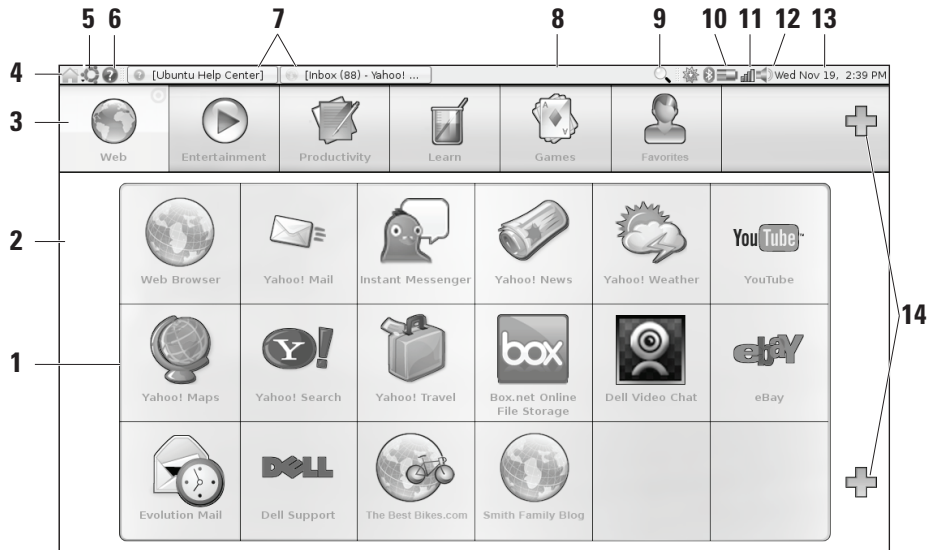 5 6 7 8 9 10 11 12 13
4
? ? [Ubuntu Help Center] [Inbox (88) - Yahoo! ... Wed Nov 19, 2:39 PM
3
Web Entertainment Productivity Learn Games Favorites
A
A
2
Web Browser Yahoo! Mail Instant Messenger Yahoo! News Yahoo! Weather YouTube
You Tube™
14
1
Y! box ebaY
Yahoo! Maps Yahoo! Search Yahoo! Travel Box.net Online File Storage Dell Video Chat eBay
DELL
Evolution Mail Dell Support The Best Bikes.com Smith Family Blog